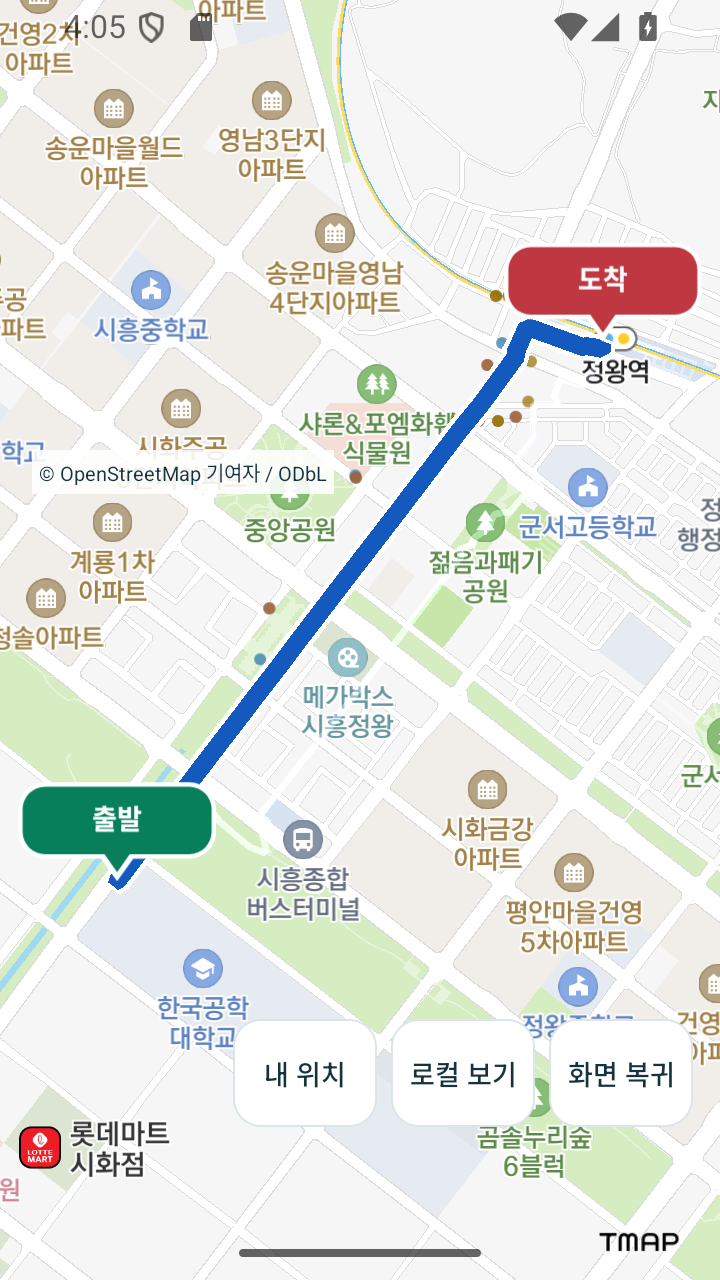 4:05
건영2차
아파트
아파트
송운마을월드
아파트
영남3단지
아파트
송운마을영남
4단지아파트
시흥중학교
도착
정왕역
샤론&포엠화훼
식물원
시화주공
© OpenStreetMap 기여자 / ODbL
중앙공원
군서고등학교
젊음과패기
공원
계룡1차
아파트
청솔아파트
메가박스
시흥정왕
출발
시화금강
아파트
시흥종합
버스터미널
평안마을건영
5차아파트
한국공학
대학교
내 위치
로컬 보기
화면 복귀
롯데마트
시화점
LOTTE
MART
곰솔누리숲
6블럭
TMAP